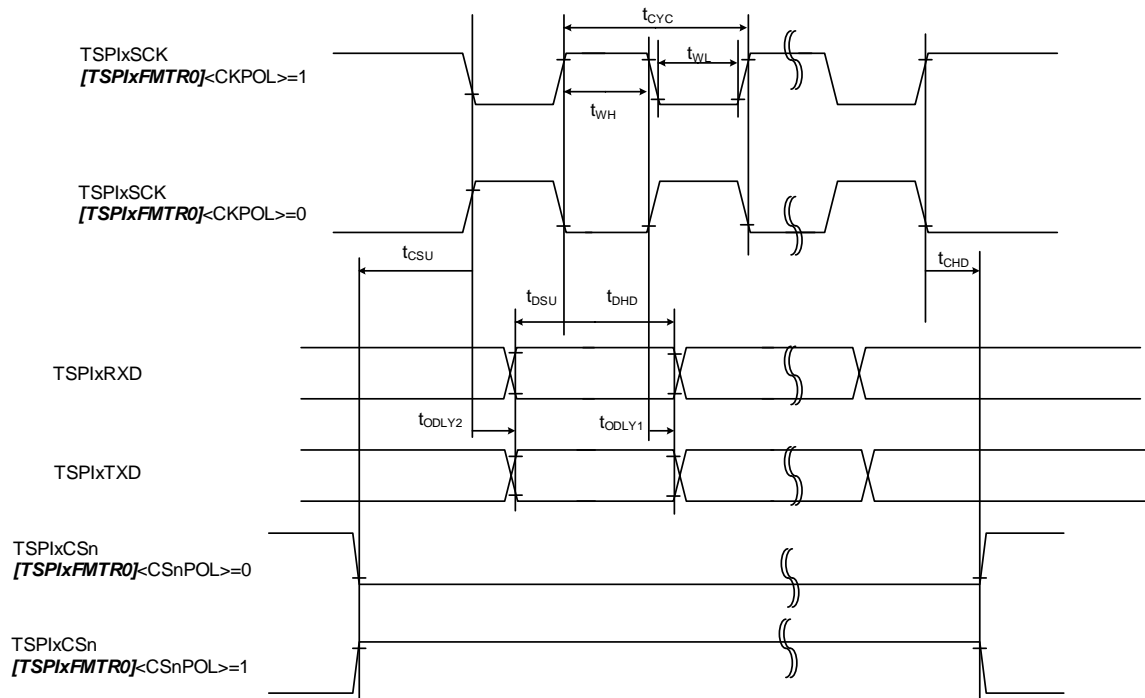 tCYC
TSPIxSCK
[TSPIxFMTR0]<CKPOL>=1
tWL
tWH
TSPIxSCK
[TSPIxFMTR0]<CKPOL>=0
tCSU
tCHD
tDSU
tDHD
TSPIxRXD
tODLY2
tODLY1
TSPIxTXD
TSPIxCSn
[TSPIxFMTR0]<CSnPOL>=0
TSPIxCSn
[TSPIxFMTR0]<CSnPOL>=1